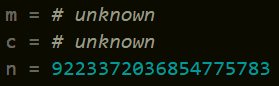 m = # unknown
c = # unknown
n = 9223372036854775783